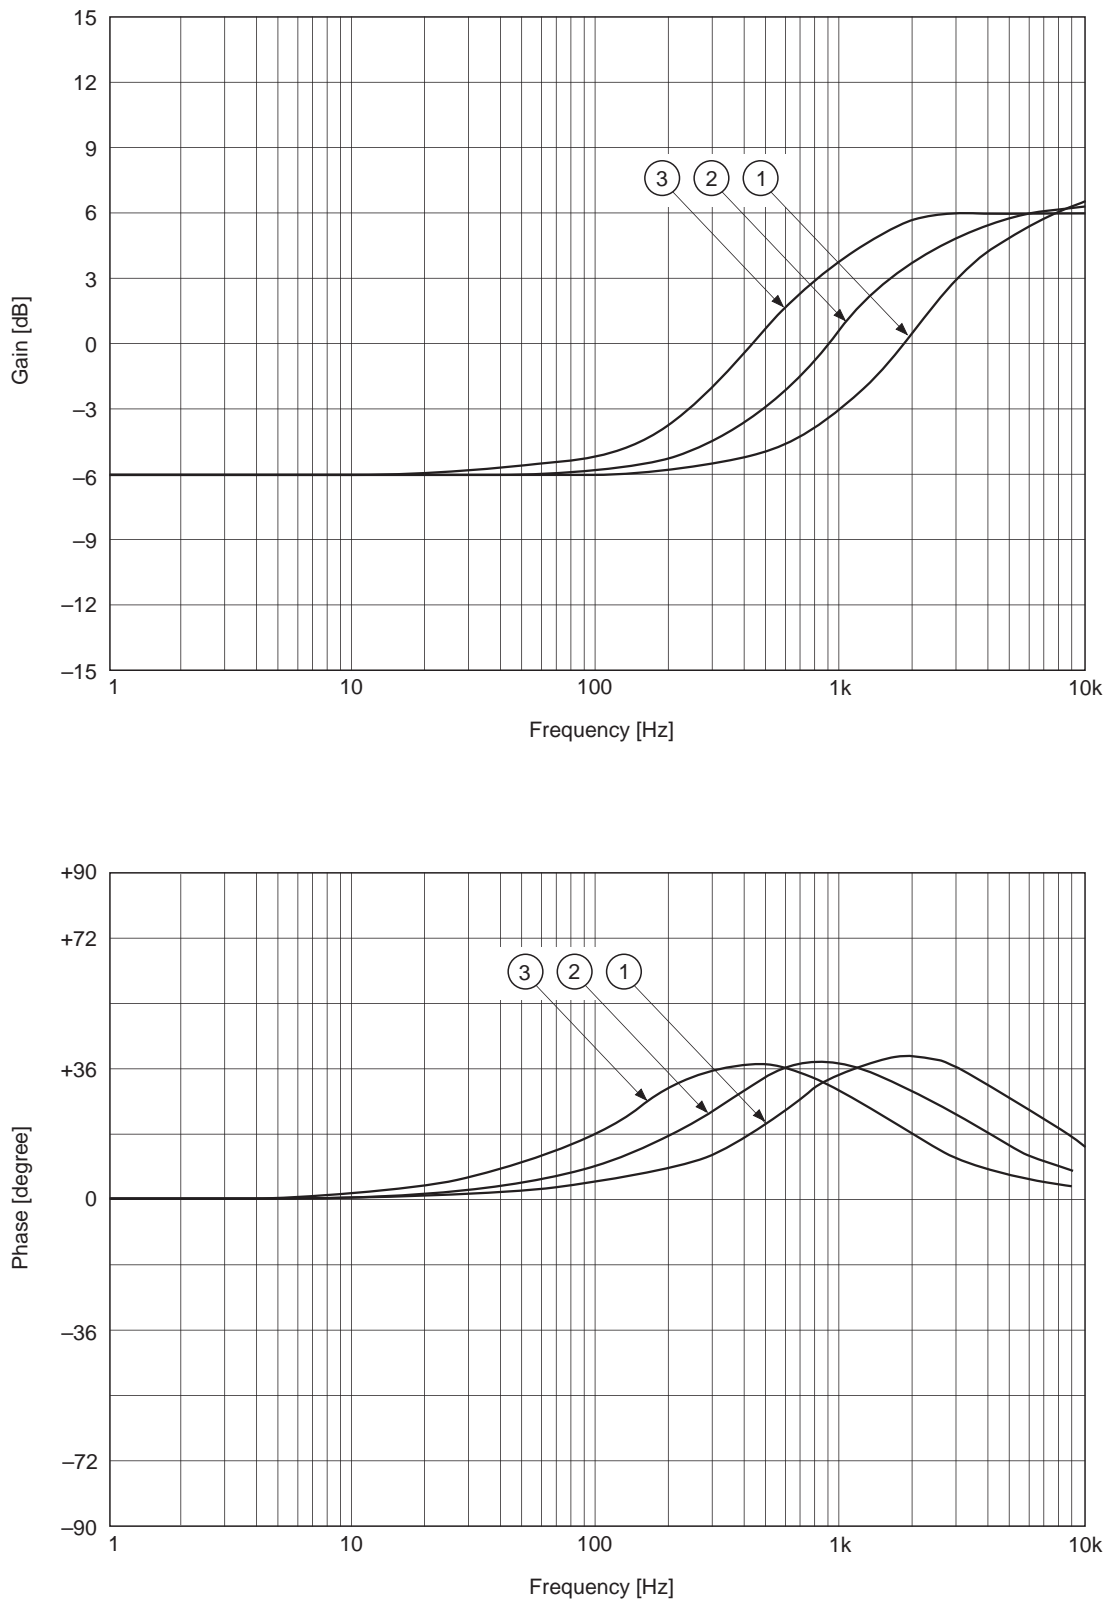 15
12
9
6
3
0
–3
–6
–9
–12
–15
Gain [dB]
3 2 1
1 10 100 1k 10k
Frequency [Hz]
+90
+72
+36
0
–36
–72
–90
Phase [degree]
3 2 1
1 10 100 1k 10k
Frequency [Hz]